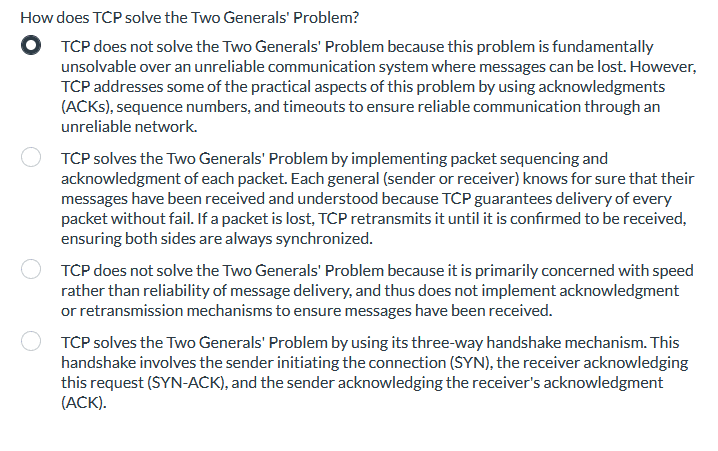 How does TCP solve the Two Generals' Problem?
TCP does not solve the Two Generals' Problem because this problem is fundamentally
unsolvable over an unreliable communication system where messages can be lost. However,
TCP addresses some of the practical aspects of this problem by using acknowledgments
(ACKs), sequence numbers, and timeouts to ensure reliable communication through an
unreliable network.
TCP solves the Two Generals' Problem by implementing packet sequencing and
acknowledgment of each packet. Each general (sender or receiver) knows for sure that their
messages have been received and understood because TCP guarantees delivery of every
packet without fail. If a packet is lost, TCP retransmits it until it is confirmed to be received,
ensuring both sides are always synchronized.
TCP does not solve the Two Generals' Problem because it is primarily concerned with speed
rather than reliability of message delivery, and thus does not implement acknowledgment
or retransmission mechanisms to ensure messages have been received.
TCP solves the Two Generals' Problem by using its three-way handshake mechanism. This
handshake involves the sender initiating the connection (SYN), the receiver acknowledging
this request (SYN-ACK), and the sender acknowledging the receiver's acknowledgment
(ACK).